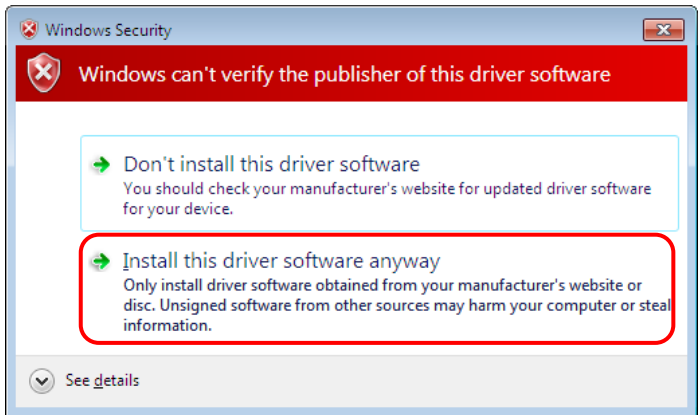 Windows Security
Windows can't verify the publisher of this driver software
Don't install this driver software
You should check your manufacturer's website for updated driver software
for your device.
Install this driver software anyway
Only install driver software obtained from your manufacturer's website or
disc. Unsigned software from other sources may harm your computer or steal
information.
See details